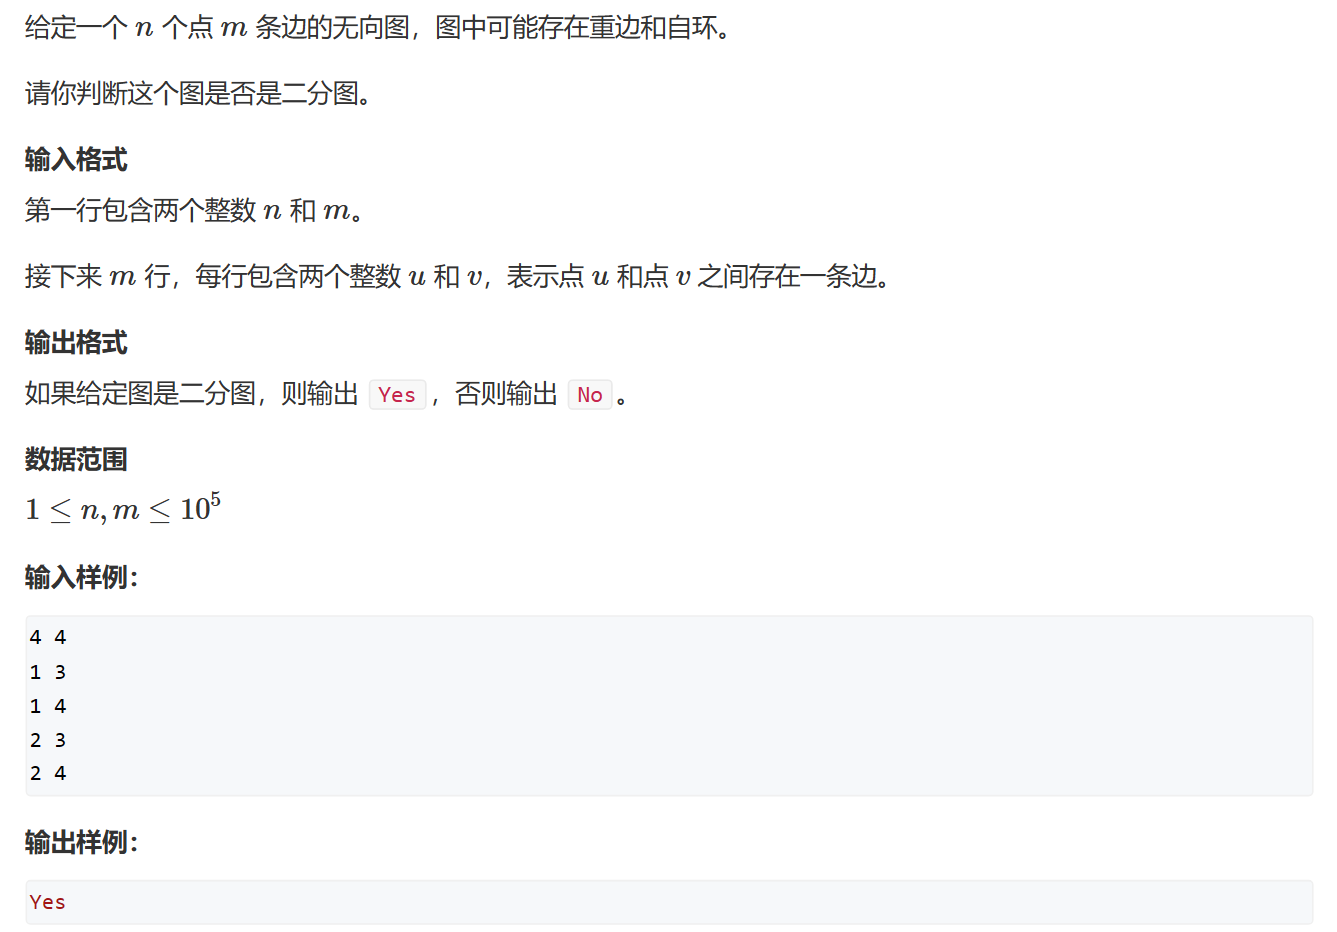 给定一个 n 个点 m 条边的无向图，图中可能存在重边和自环。
请你判断这个图是否是二分图。
输入格式
第一行包含两个整数 n 和 m。
接下来 m 行，每行包含两个整数 u 和 v，表示点 u 和点 v 之间存在一条边。
输出格式
如果给定图是二分图，则输出 Yes ，否则输出 No 。
数据范围
1 ≤ n, m ≤ 10⁵
输入样例：
4 4
1 3
1 4
2 3
2 4
输出样例：
Yes